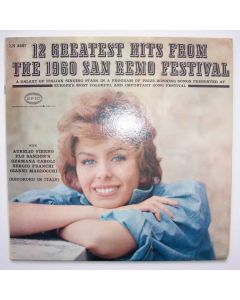 LN 3687
12 GREATEST HITS FROM
THE 1960 SAN REMO FESTIVAL
A GALAXY OF ITALIAN SINGING STARS IN A PROGRAM OF PRIZE-WINNING SONGS PRESENTED AT
EUROPE'S MOST COLORFUL AND IMPORTANT SONG FESTIVAL
EPIC
WITH
AURELIO FIERRO
FLO SANDON'S
GERMANA CAROLI
SERGIO FRANCHI
GIANNI MARZOCCHI
(RECORDED IN ITALY)